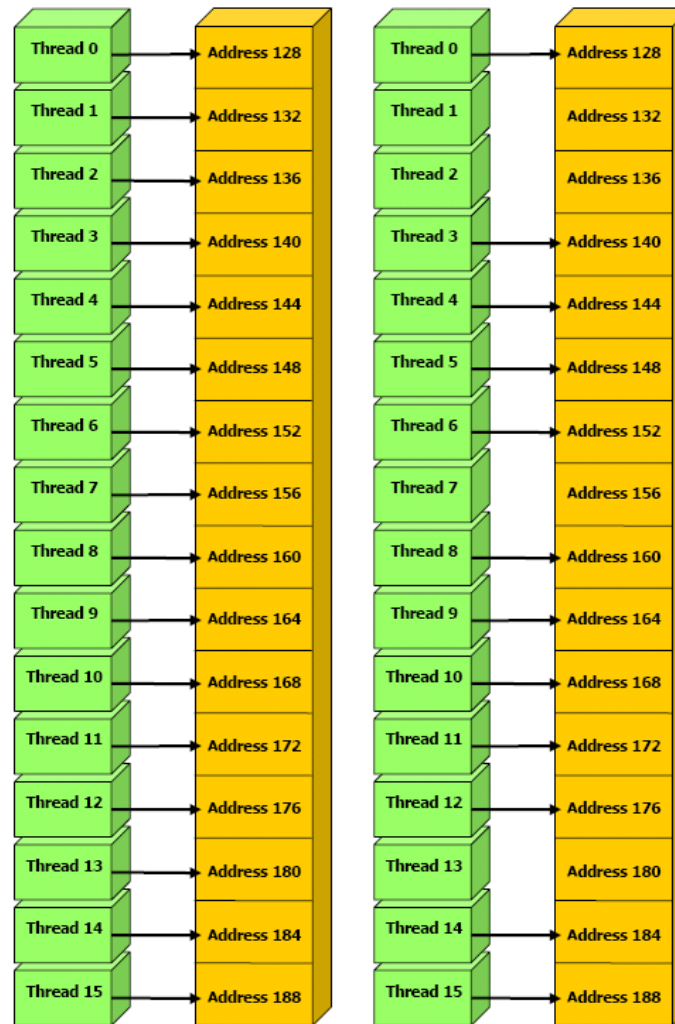 Thread 0 Address 128 Thread 0 Address 128
Thread 1 Address 132 Thread 1 Address 132
Thread 2 Address 136 Thread 2 Address 136
Thread 3 Address 140 Thread 3 Address 140
Thread 4 Address 144 Thread 4 Address 144
Thread 5 Address 148 Thread 5 Address 148
Thread 6 Address 152 Thread 6 Address 152
Thread 7 Address 156 Thread 7 Address 156
Thread 8 Address 160 Thread 8 Address 160
Thread 9 Address 164 Thread 9 Address 164
Thread 10 Address 168 Thread 10 Address 168
Thread 11 Address 172 Thread 11 Address 172
Thread 12 Address 176 Thread 12 Address 176
Thread 13 Address 180 Thread 13 Address 180
Thread 14 Address 184 Thread 14 Address 184
Thread 15 Address 188 Thread 15 Address 188